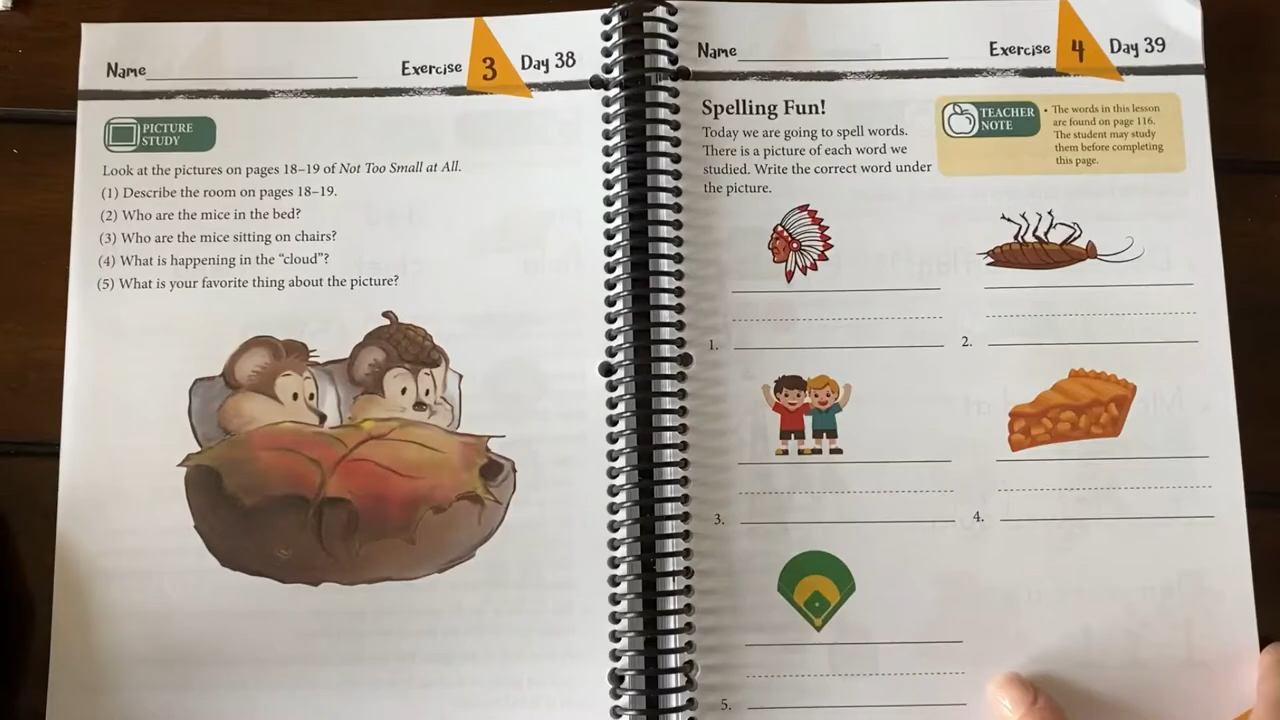 Name
Exercise 3 Day 38
PICTURE
STUDY
Look at the pictures on pages 18–19 of Not Too Small at All.
(1) Describe the room on pages 18–19.
(2) Who are the mice in the bed?
(3) Who are the mice sitting on chairs?
(4) What is happening in the “cloud”?
(5) What is your favorite thing about the picture?
Name
Exercise 4 Day 39
Spelling Fun!
Today we are going to spell words.
There is a picture of each word we
studied. Write the correct word under
the picture.
TEACHER
NOTE
• The words in this lesson
are found on page 116.
The student may study
them before completing
this page.
1.
2.
3.
4.
5.